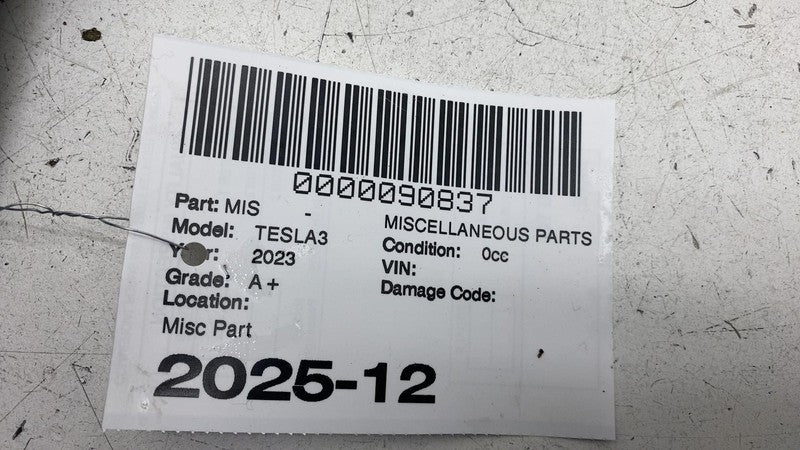 0000090837
Part: MIS - MISCELLANEOUS PARTS
Model: TESLA3 Condition: 0cc
Year: 2023 VIN:
Grade: A + Damage Code:
Location:
Misc Part
2025-12